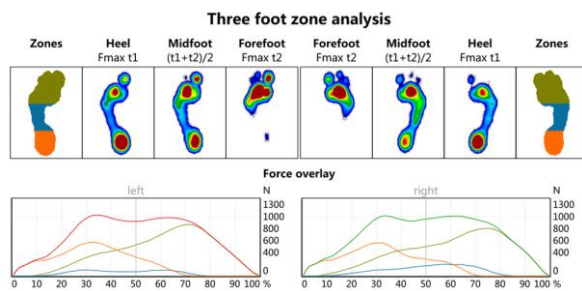 Three foot zone analysis
Zones Heel Midfoot Forefoot Forefoot Midfoot Heel Zones
Fmax t1 (t1+t2)/2 Fmax t2 Fmax t2 (t1+t2)/2 Fmax t1
Force overlay
left N right N
1300 1300
1000 1000
800 800
600 600
400 400
200 200
0 0
0 10 20 30 40 50 60 70 80 90 100 % 0 10 20 30 40 50 60 70 80 90 100 %